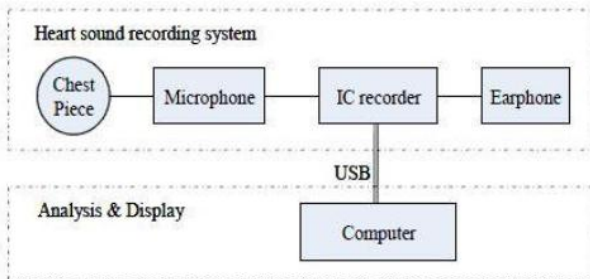 Heart sound recording system
Chest
Piece
Microphone
IC recorder
Earphone
USB
Analysis & Display
Computer